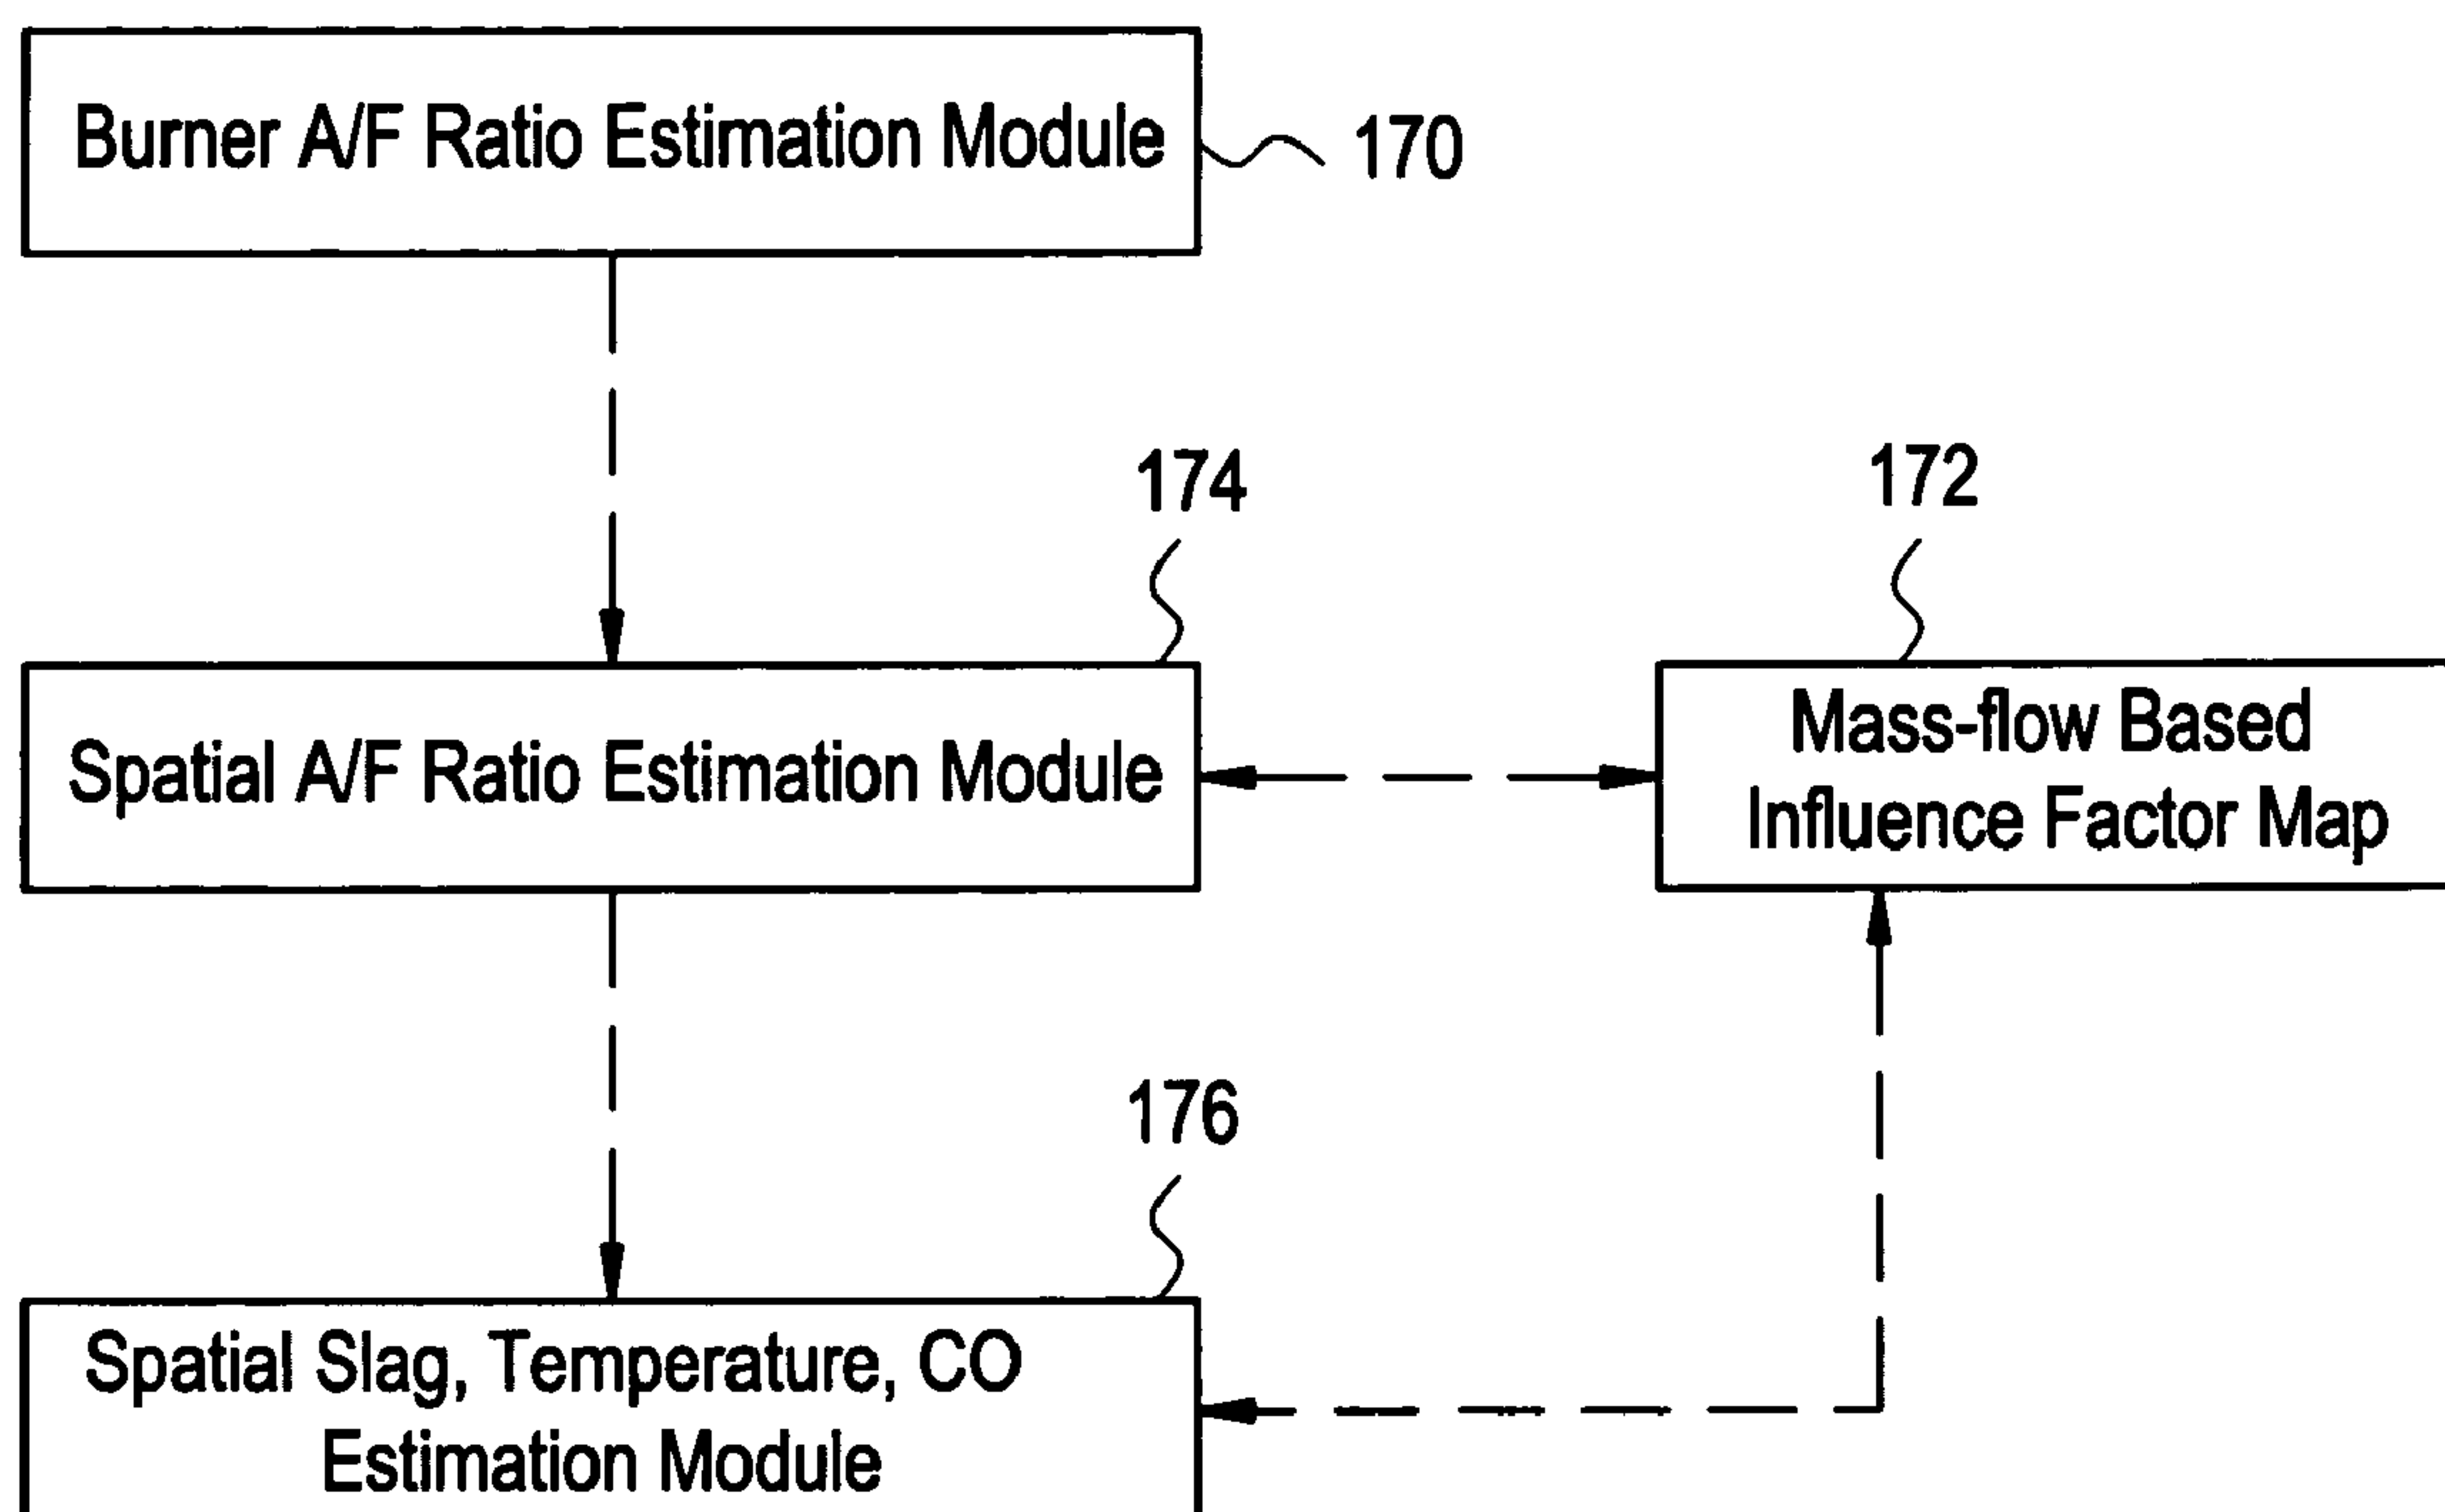 Burner A/F Ratio Estimation Module
170
174
172
Spatial A/F Ratio Estimation Module
Mass-flow Based
Influence Factor Map
176
Spatial Slag, Temperature, CO
Estimation Module